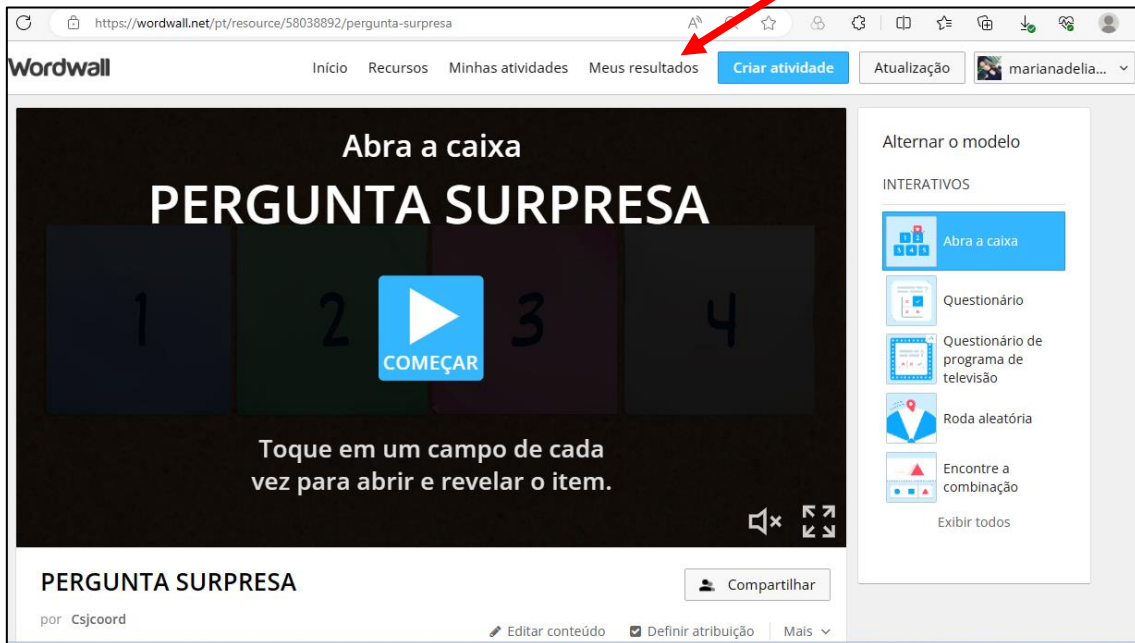 https://wordwall.net/pt/resource/58038892/pergunta-surpresa
Wordwall
Início Recursos Minhas atividades Meus resultados Criar atividade Atualização marianadelia...
Abra a caixa
PERGUNTA SURPRESA
1 2 3 4
COMEÇAR
Toque em um campo de cada
vez para abrir e revelar o item.
Alternar o modelo
INTERATIVOS
Abra a caixa
Questionário
Questionário de
programa de
televisão
Roda aleatória
Encontre a
combinação
Exibir todos
PERGUNTA SURPRESA
Compartilhar
por Csjcoord
Editar conteúdo Definir atribuição Mais